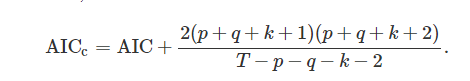 AICc = AIC + 2(p + q + k + 1)(p + q + k + 2) / T − p − q − k − 2 .